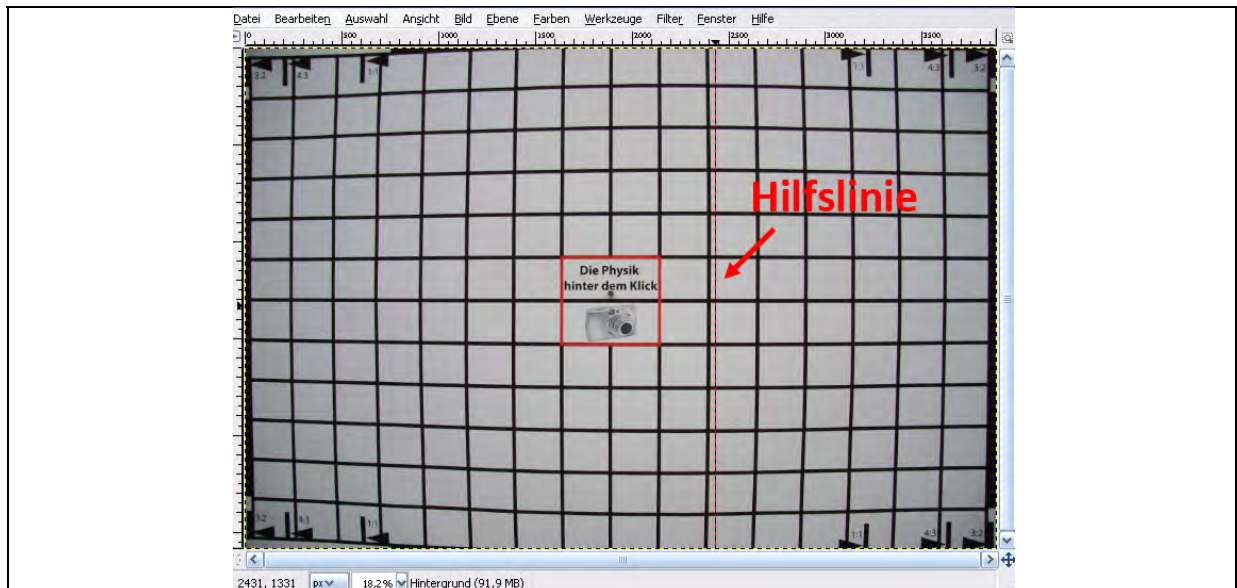 Datei Bearbeiten Auswahl Ansicht Bild Ebene Farben Werkzeuge Filter Fenster Hilfe
0 500 1000 1500 2000 2500 3000 3500
3:2 4:3 1:1 1:1 4:3 3:2
Hilfslinie
Die Physik
hinter dem Klick
3:2 4:3 1:1 1:1 4:3 3:2
2431, 1331 px 18,2% Hintergrund (91,9 MB)